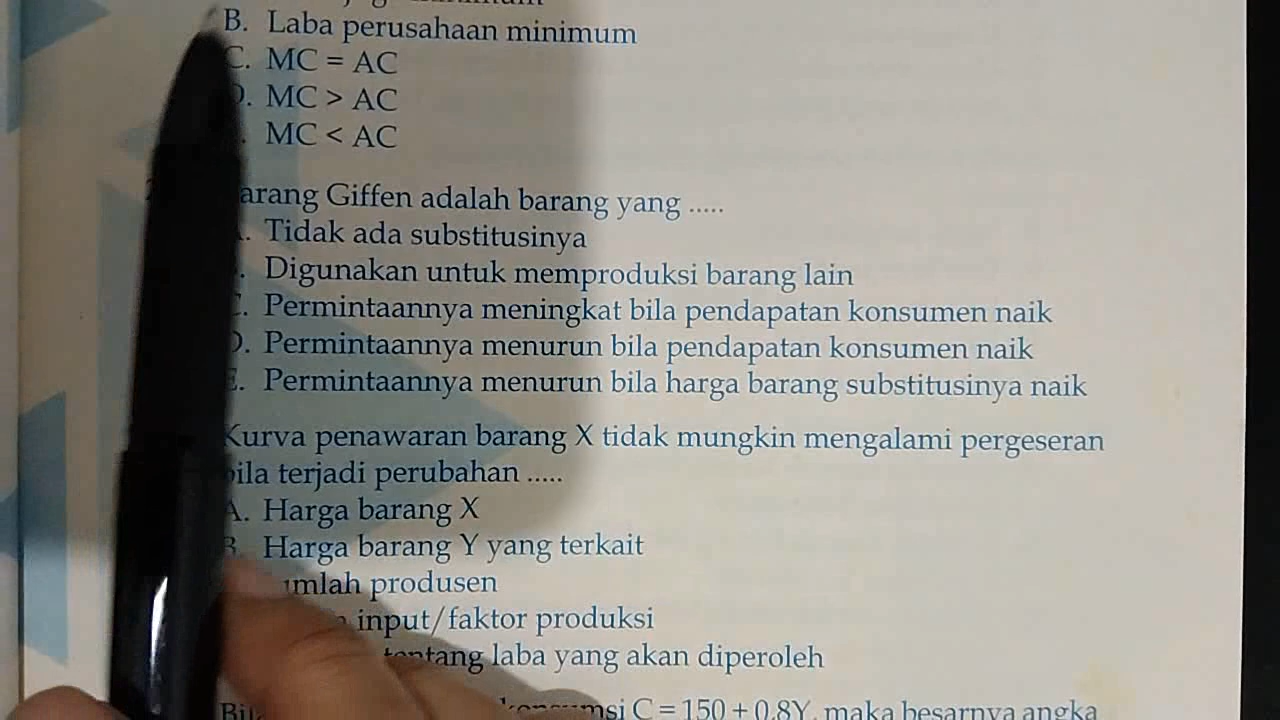 B. Laba perusahaan minimum
C. MC = AC
D. MC > AC
MC < AC
Barang Giffen adalah barang yang .....
Tidak ada substitusinya
Digunakan untuk memproduksi barang lain
C. Permintaannya meningkat bila pendapatan konsumen naik
D. Permintaannya menurun bila pendapatan konsumen naik
E. Permintaannya menurun bila harga barang substitusinya naik
Kurva penawaran barang X tidak mungkin mengalami pergeseran
bila terjadi perubahan .....
A. Harga barang X
B. Harga barang Y yang terkait
Jumlah produsen
input/faktor produksi
tentang laba yang akan diperoleh
konsumsi C = 150 + 0,8Y, maka besarnya angka